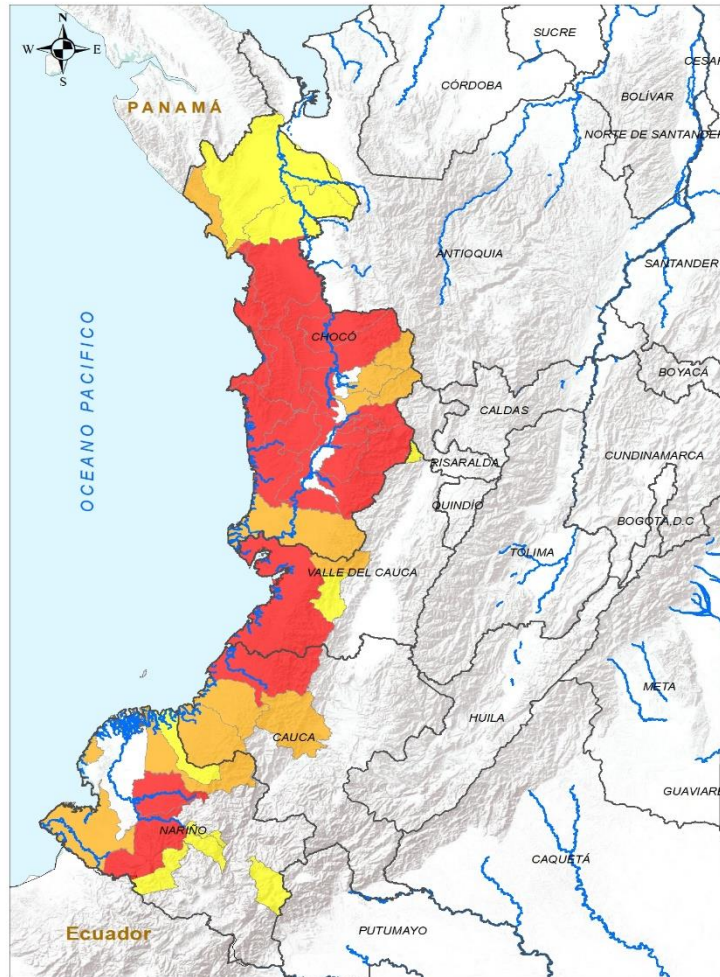 N
W E
S
SUCRE
CESAR
CÓRDOBA
BOLÍVAR
PANAMÁ
NORTE DE SANTANDER
ANTIOQUIA
SANTANDER
OCEANO PACIFICO
CHOCÓ
BOYACÁ
CALDAS
CUNDINAMARCA
RISARALDA
QUINDÍO
BOGOTÁ, D.C
TOLIMA
VALLE DEL CAUCA
META
HUILA
CAUCA
GUAVIARE
NARIÑO
CAQUETÁ
Ecuador
PUTUMAYO